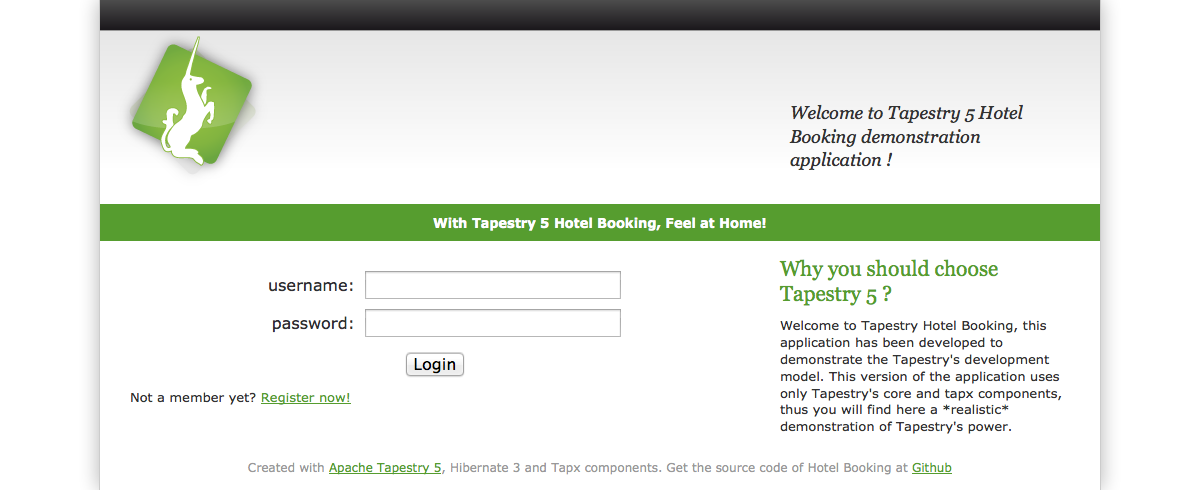 Welcome to Tapestry 5 Hotel
Booking demonstration
application !
With Tapestry 5 Hotel Booking, Feel at Home!
username:
password:
Login
Not a member yet? Register now!
Why you should choose
Tapestry 5 ?
Welcome to Tapestry Hotel Booking, this
application has been developed to
demonstrate the Tapestry's development
model. This version of the application uses
only Tapestry's core and tapx components,
thus you will find here a *realistic*
demonstration of Tapestry's power.
Created with Apache Tapestry 5, Hibernate 3 and Tapx components. Get the source code of Hotel Booking at Github